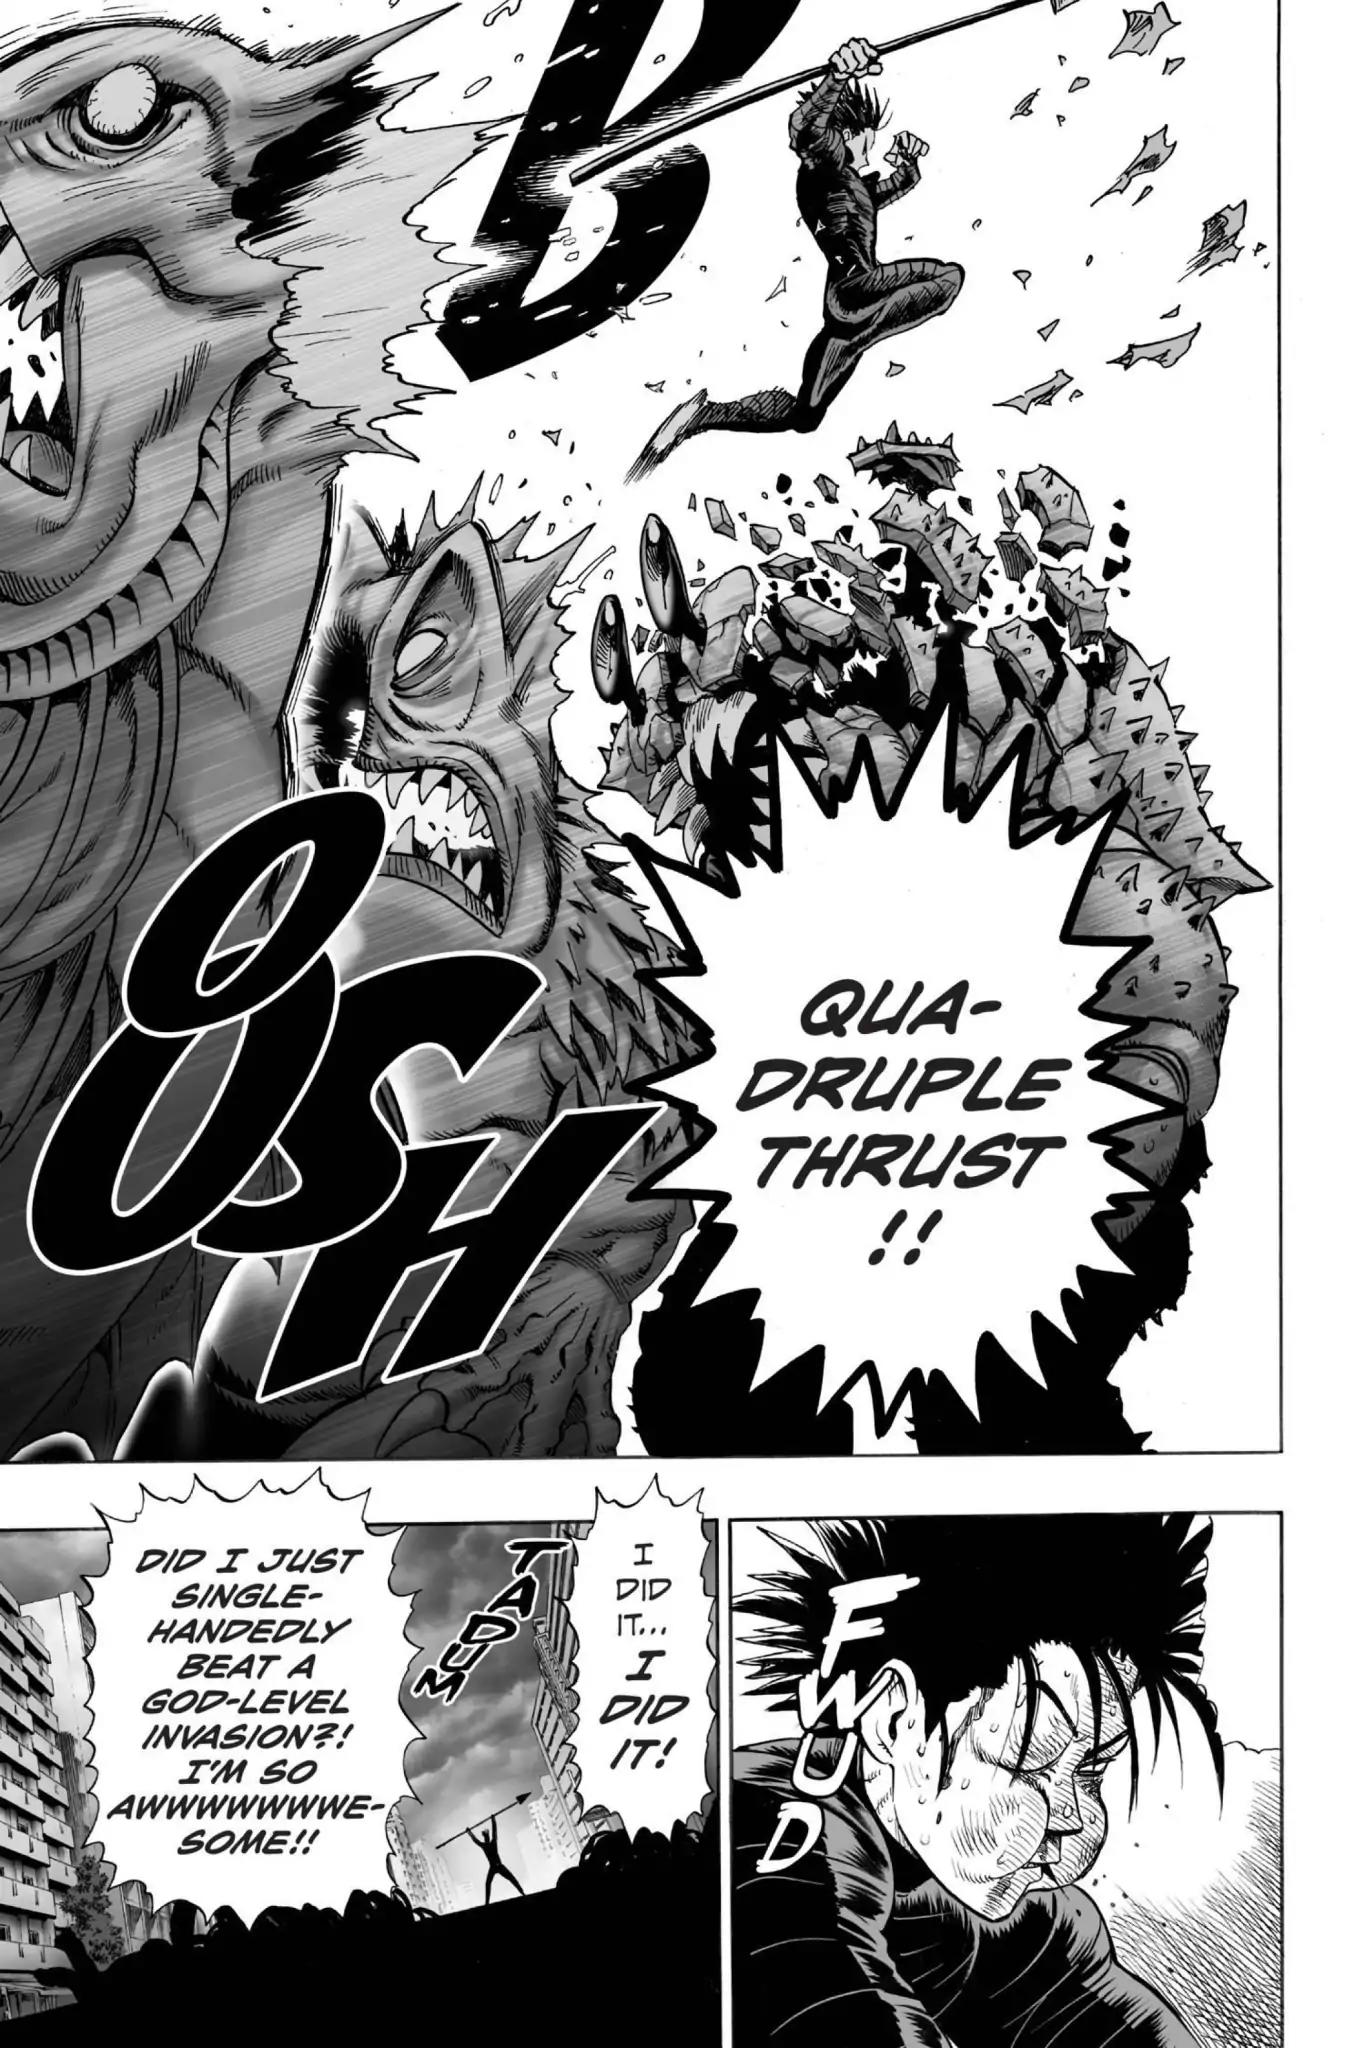 B
OOSH
QUA-
DRUPLE
THRUST
!!
FWUD
I
DID
IT...
I
DID
IT!
TADUM
DID I JUST
SINGLE-
HANDEDLY
BEAT A
GOD-LEVEL
INVASION?!
I'M SO
AWWWWWWWE-
SOME!!